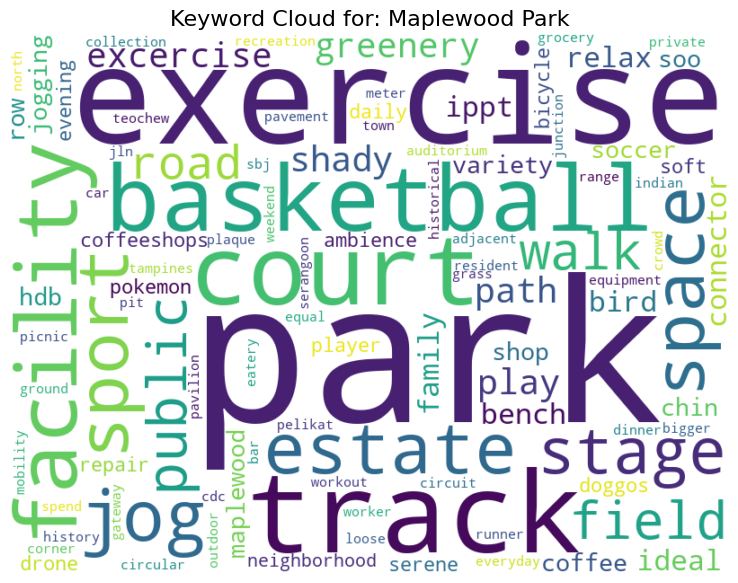 Keyword Cloud for: Maplewood Park
collection
recreation
grocery
private
north
row
jogging
evening
excercise
greenery
relax
soo
bicycle
exercise
teochew
pavement
meter
daily
town
ippt
junction
jln
road
sbj
shady
auditorium
variety
soccer
soft
car
basketball
weekend
historical
range
indian
facility
coffeeshops
plaque
ambience
adjacent
walk
crowd
connector
space
sport
tampines
court
serangoon
resident
grass
path
equipment
hdb
pokemon
pit
public
park
equal
bird
picnic
pavilion
eatery
player
family
shop
play
ground
bench
chin
repair
maplewood
bar
pelikat
estate
stage
dinner
bigger
mobility
jog
cdc
workout
track
circuit
doggos
spend
gateway
outdoor
worker
loose
runner
field
history
corner
drone
circular
neighborhood
serene
everyday
coffee
ideal